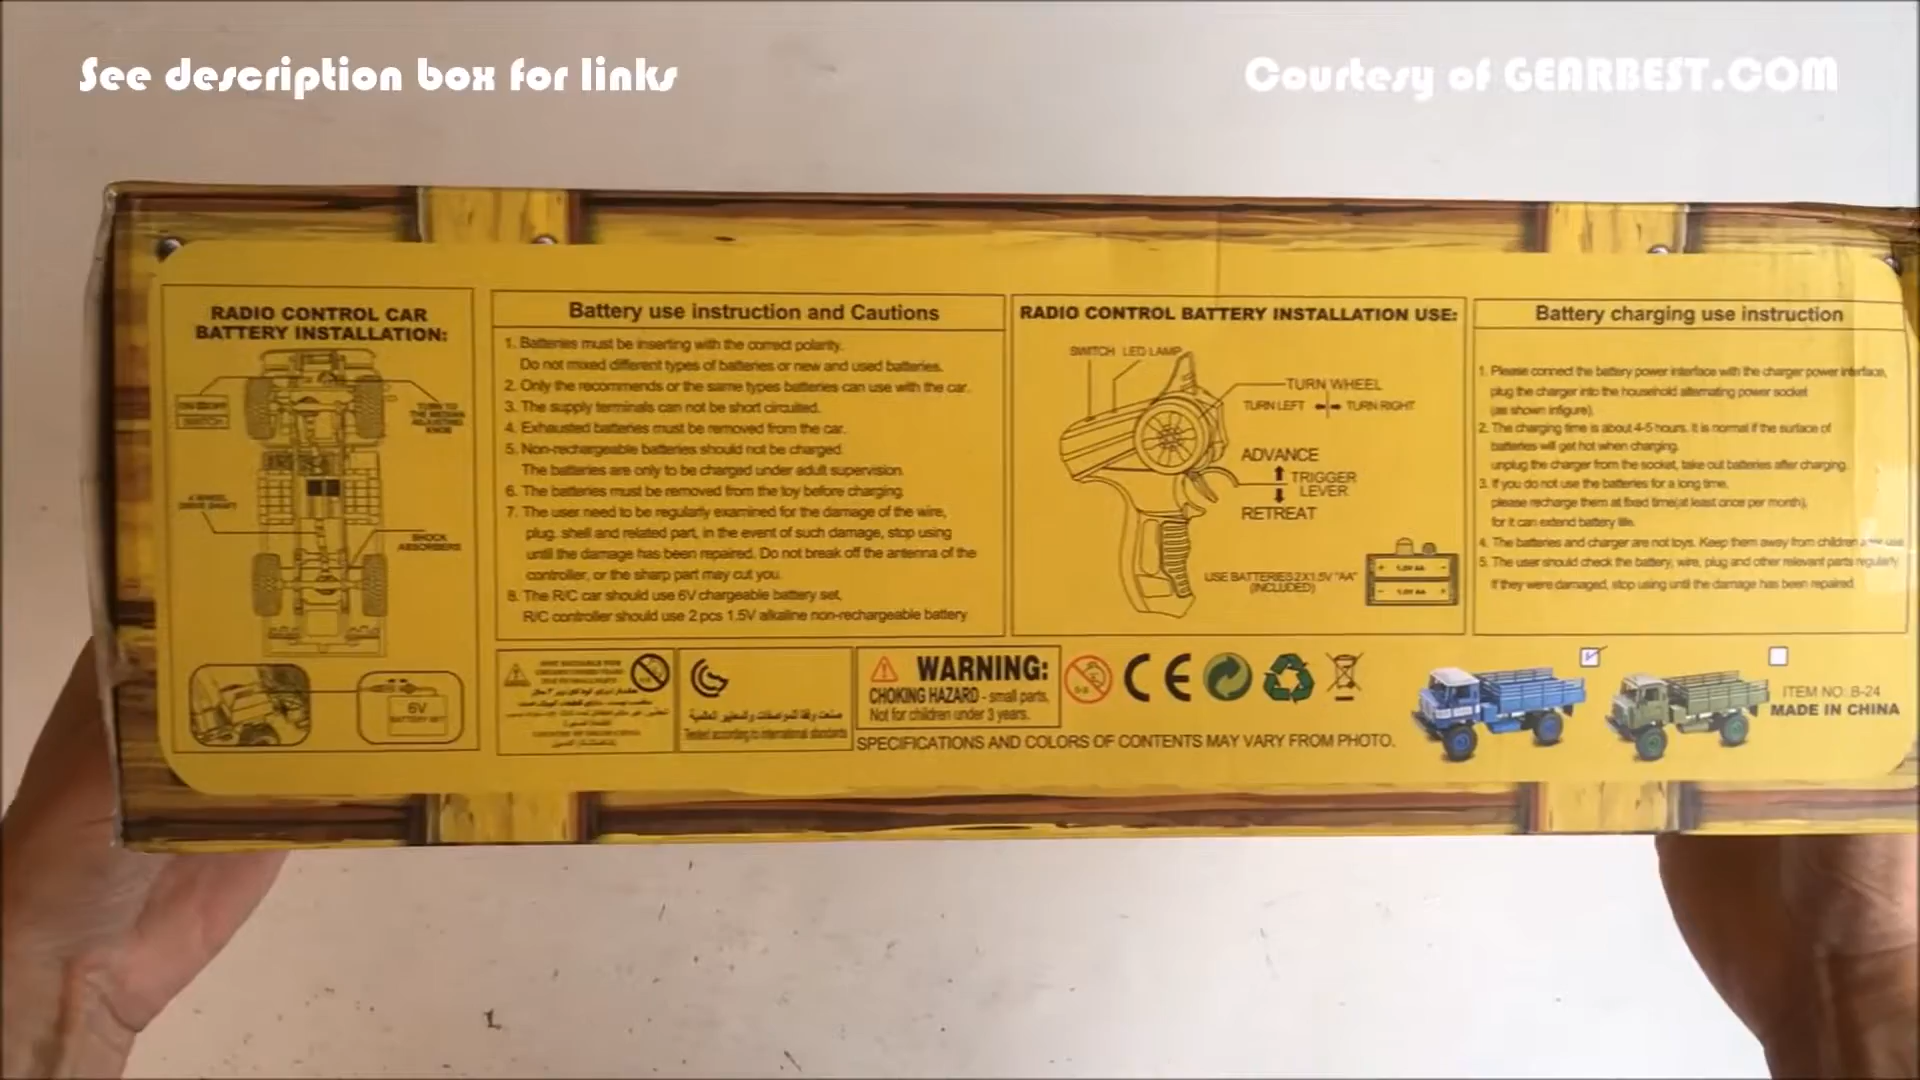 See description box for links
Courtesy of GEARBEST.COM
RADIO CONTROL CAR
BATTERY INSTALLATION:
SWITCH
TURN TO
THE MEDIAN
ADJUSTING
KNOB
SHOCK
ABSORBERS
6V
BATTERY SET
Battery use instruction and Cautions
1. Batteries must be inserting with the correct polarity.
Do not mixed different types of batteries or new and used batteries.
2. Only the recommends or the same types batteries can use with the car.
3. The supply terminals can not be short circuited.
4. Exhausted batteries must be removed from the car.
5. Non-rechargeable batteries should not be charged.
The batteries are only to be charged under adult supervision.
6. The batteries must be removed from the toy before charging.
7. The user need to be regularly examined for the damage of the wire,
plug. shell and related part, in the event of such damage, stop using
until the damage has been repaired. Do not break off the antenna of the
controller, or the sharp part may cut you.
8. The R/C car should use 6V chargeable battery set,
R/C controller should use 2 pcs 1.5V alkaline non-rechargeable battery
RADIO CONTROL BATTERY INSTALLATION USE:
SWITCH LED LAMP
TURN WHEEL
TURN LEFT TURN RIGHT
ADVANCE
TRIGGER
LEVER
RETREAT
USE BATTERIES 2X1.5V "AA"
(INCLUDED)
Battery charging use instruction
1. Please connect the battery power interface with the charger power interface,
plug the charger into the household alternating power socket
(as shown infigure).
2. The charging time is about 4-5 hours. It is normal if the surface of
batteries will get hot when charging.
unplug the charger from the socket, take out batteries after charging.
3. If you do not use the batteries for a long time,
please recharge them at fixed time(at least once per month),
for it can extend battery life.
4. The batteries and charger are not toys. Keep them away from children
5. The user should check the battery, wire, plug and other relevant parts regularly.
If they were damaged, stop using until the damage has been repaired.
Tested according to international standards
WARNING:
CHOKING HAZARD - small parts.
Not for children under 3 years.
0-3
CE
SPECIFICATIONS AND COLORS OF CONTENTS MAY VARY FROM PHOTO.
ITEM NO.:B-24
MADE IN CHINA